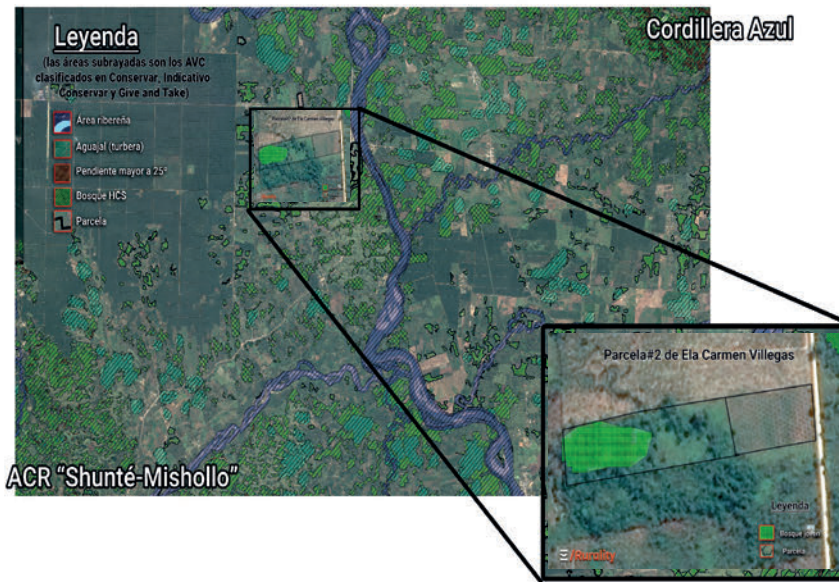 Cordillera Azul
Leyenda
(las áreas subrayadas son los AVC
clasificados en Conservar, Indicativo
Conservar y Give and Take)
Área ribereña
Aguajal (turbera)
Pendiente mayor a 25°
Bosque HCS
Parcela
ACR "Shunté-Mishollo"
Parcela#2 de Ela Carmen Villegas
Leyenda
Bosque
Parcela